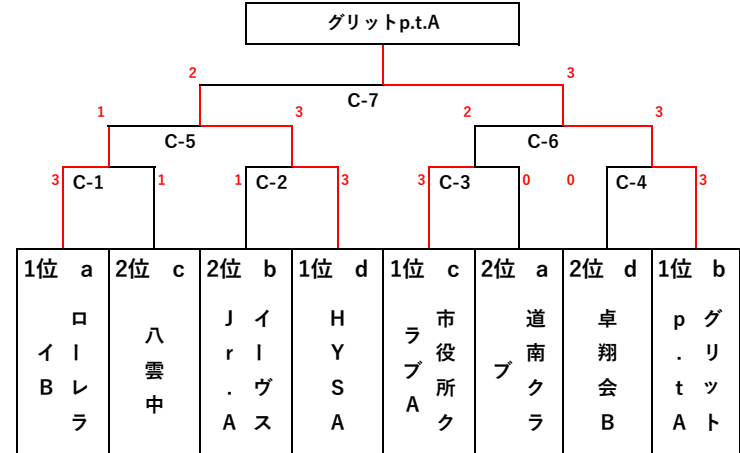 グリットp.t.A
2
3
C-7
1
3
2
3
C-5
C-6
3
C-1
1
1
C-2
3
3
C-3
0
0
C-4
3
1位 a
2位 c
2位 b
1位 d
1位 c
2位 a
2位 d
1位 b
ローレラ
イB
八雲中
イーヴス
Jr.A
HYSA
市役所ク
ラブA
道南クラ
ブ
卓翔会B
グリット
p.tA